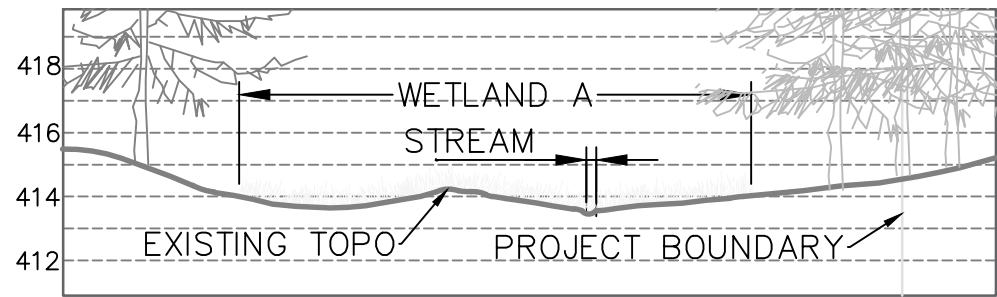 418
WETLAND A
416
STREAM
414
EXISTING TOPO
PROJECT BOUNDARY
412